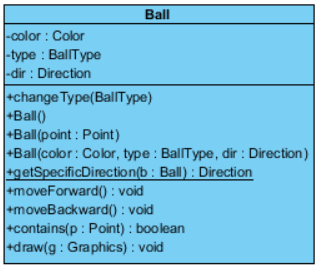 Ball
-color : Color
-type : BallType
-dir : Direction
+changeType(BallType)
+Ball()
+Ball(point : Point)
+Ball(color : Color, type : BallType, dir : Direction)
+getSpecificDirection(b : Ball) : Direction
+moveForward() : void
+moveBackward() : void
+contains(p : Point) : boolean
+draw(g : Graphics) : void